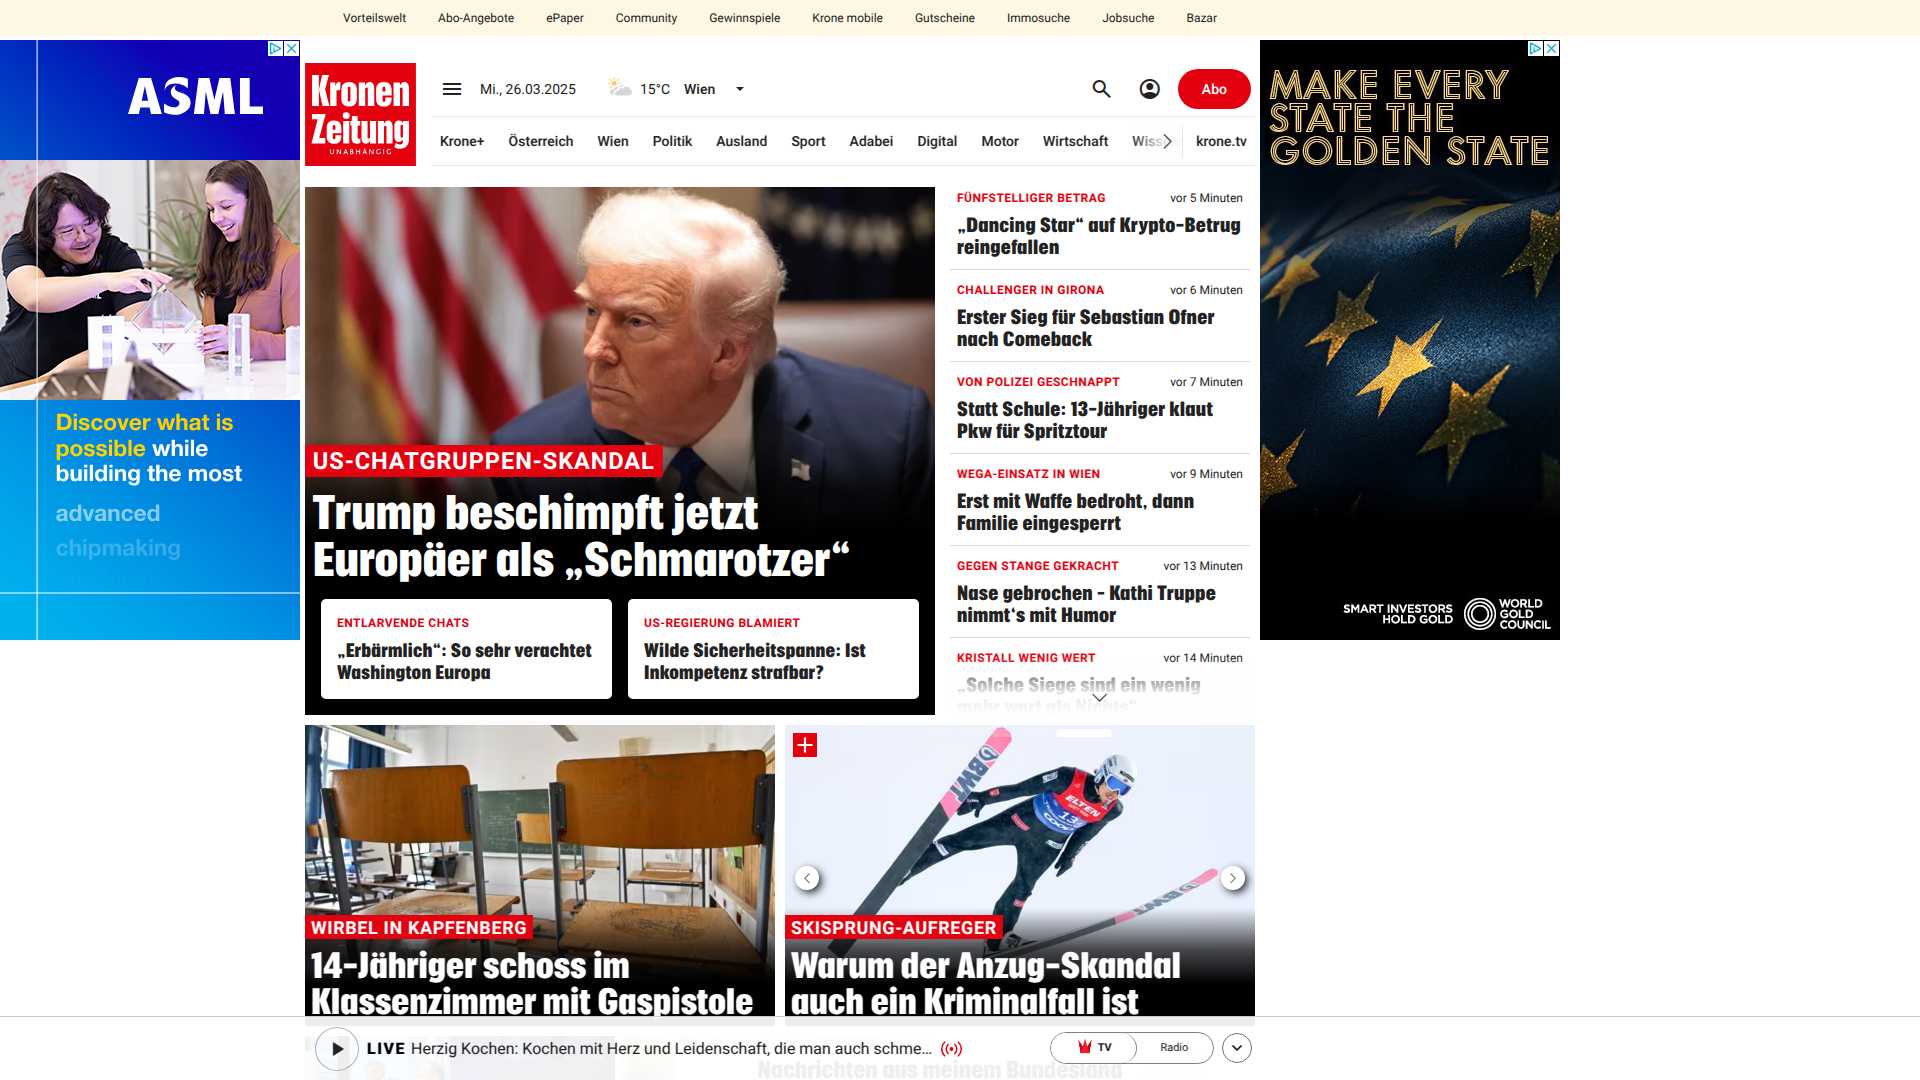 Vorteilswelt
Abo-Angebote
ePaper
Community
Gewinnspiele
Krone mobile
Gutscheine
Immosuche
Jobsuche
Bazar
ASML
Discover what is
possible while
building the most
advanced
chipmaking
Kronen
Zeitung
UNABHÄNGIG
Mi., 26.03.2025
15°C
Wien
Abo
Krone+
Österreich
Wien
Politik
Ausland
Sport
Adabei
Digital
Motor
Wirtschaft
Wiss
krone.tv
US-CHATGRUPPEN-SKANDAL
Trump beschimpft jetzt
Europäer als „Schmarotzer“
ENTLARVENDE CHATS
„Erbärmlich“: So sehr verachtet
Washington Europa
US-REGIERUNG BLAMIERT
Wilde Sicherheitspanne: Ist
Inkompetenz strafbar?
FÜNFSTELLIGER BETRAG
vor 5 Minuten
„Dancing Star“ auf Krypto-Betrug
reingefallen
CHALLENGER IN GIRONA
vor 6 Minuten
Erster Sieg für Sebastian Ofner
nach Comeback
VON POLIZEI GESCHNAPPT
vor 7 Minuten
Statt Schule: 13-Jähriger klaut
Pkw für Spritztour
WEGA-EINSATZ IN WIEN
vor 9 Minuten
Erst mit Waffe bedroht, dann
Familie eingesperrt
GEGEN STANGE GEKRACHT
vor 13 Minuten
Nase gebrochen - Kathi Truppe
nimmt‘s mit Humor
KRISTALL WENIG WERT
vor 14 Minuten
„Solche Siege sind ein wenig
mehr wert als Nichts“
MAKE EVERY
STATE THE
GOLDEN STATE
SMART INVESTORS
HOLD GOLD
WORLD
GOLD
COUNCIL
WIRBEL IN KAPFENBERG
14-Jähriger schoss im
Klassenzimmer mit Gaspistole
BWT
ELTEN
13
COOP
SKISPRUNG-AUFREGER
Warum der Anzug-Skandal
auch ein Kriminalfall ist
LIVE Herzig Kochen: Kochen mit Herz und Leidenschaft, die man auch schme...
TV
Radio
Nachrichten aus meinem Bundesland